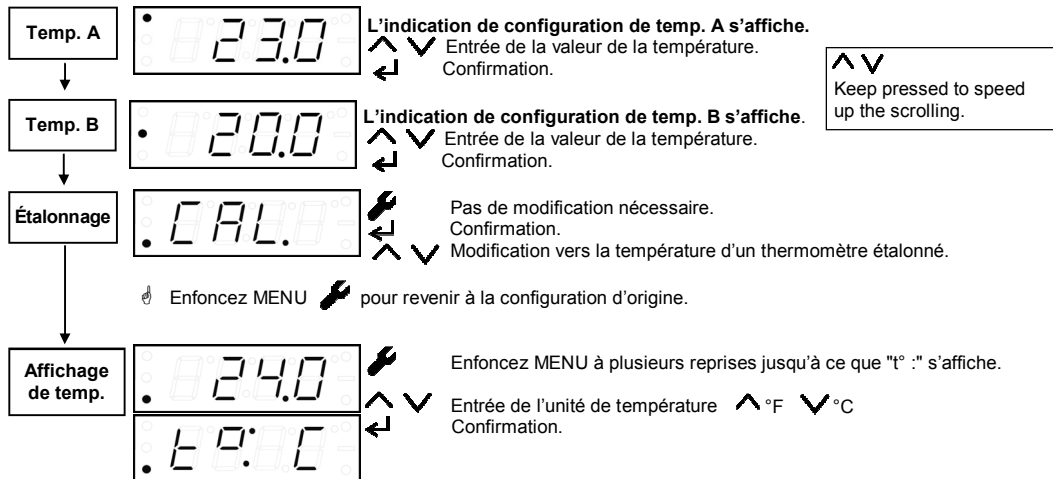 Temp. A
23.0
L'indication de configuration de temp. A s'affiche.
Entrée de la valeur de la température.
Confirmation.
Keep pressed to speed
up the scrolling.
Temp. B
20.0
L'indication de configuration de temp. B s'affiche.
Entrée de la valeur de la température.
Confirmation.
Étalonnage
CAL.
Pas de modification nécessaire.
Confirmation.
Modification vers la température d'un thermomètre étalonné.
Enfoncez MENU pour revenir à la configuration d'origine.
Affichage
de temp.
24.0
Enfoncez MENU à plusieurs reprises jusqu'à ce que "t° :" s'affiche.
Entrée de l'unité de température °F °C
Confirmation.
t°: C